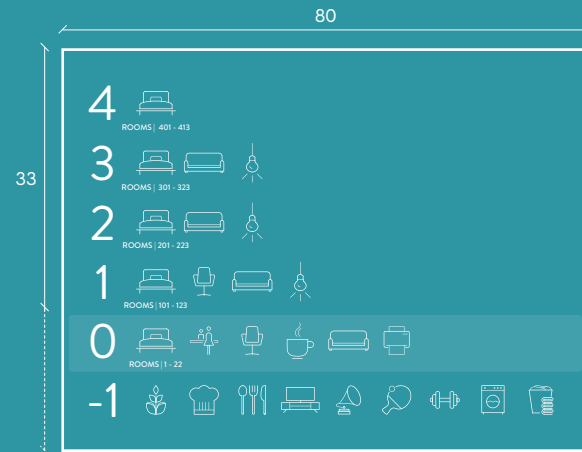 80
33
4
ROOMS | 401 - 413
3
ROOMS | 301 - 323
2
ROOMS | 201 - 223
1
ROOMS | 101 - 123
0
ROOMS | 1 - 22
-1